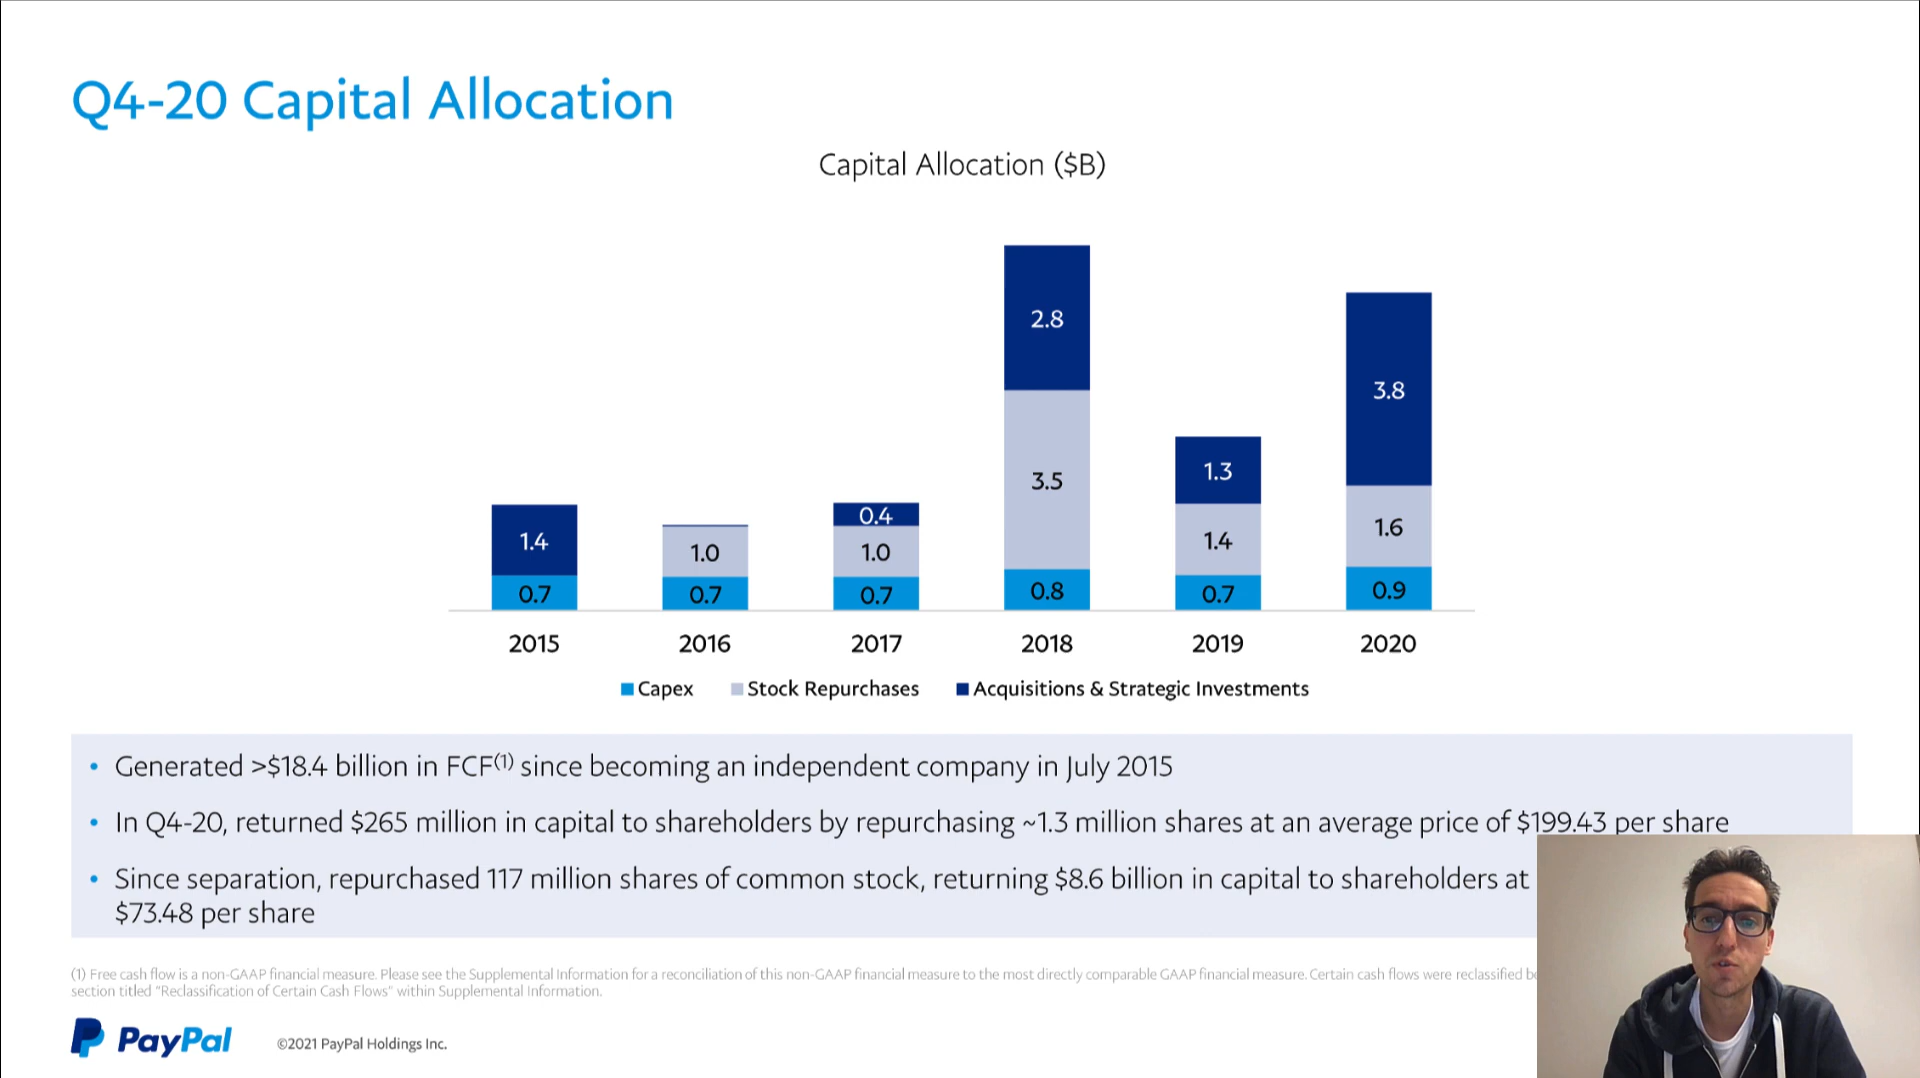 Q4-20 Capital Allocation
Capital Allocation ($B)
2.8
3.8
3.5
1.3
1.4
0.4
1.6
1.0
1.0
1.4
0.7
0.7
0.7
0.8
0.7
0.9
2015 2016 2017 2018 2019 2020
Capex Stock Repurchases Acquisitions & Strategic Investments
• Generated >$18.4 billion in FCF(1) since becoming an independent company in July 2015
• In Q4-20, returned $265 million in capital to shareholders by repurchasing ~1.3 million shares at an average price of $199.43 per share
• Since separation, repurchased 117 million shares of common stock, returning $8.6 billion in capital to shareholders at
$73.48 per share
(1) Free cash flow is a non-GAAP financial measure. Please see the Supplemental Information for a reconciliation of this non-GAAP financial measure to the most directly comparable GAAP financial measure. Certain cash flows were reclassified
section titled "Reclassification of Certain Cash Flows" within Supplemental Information.
PayPal ©2021 PayPal Holdings Inc.